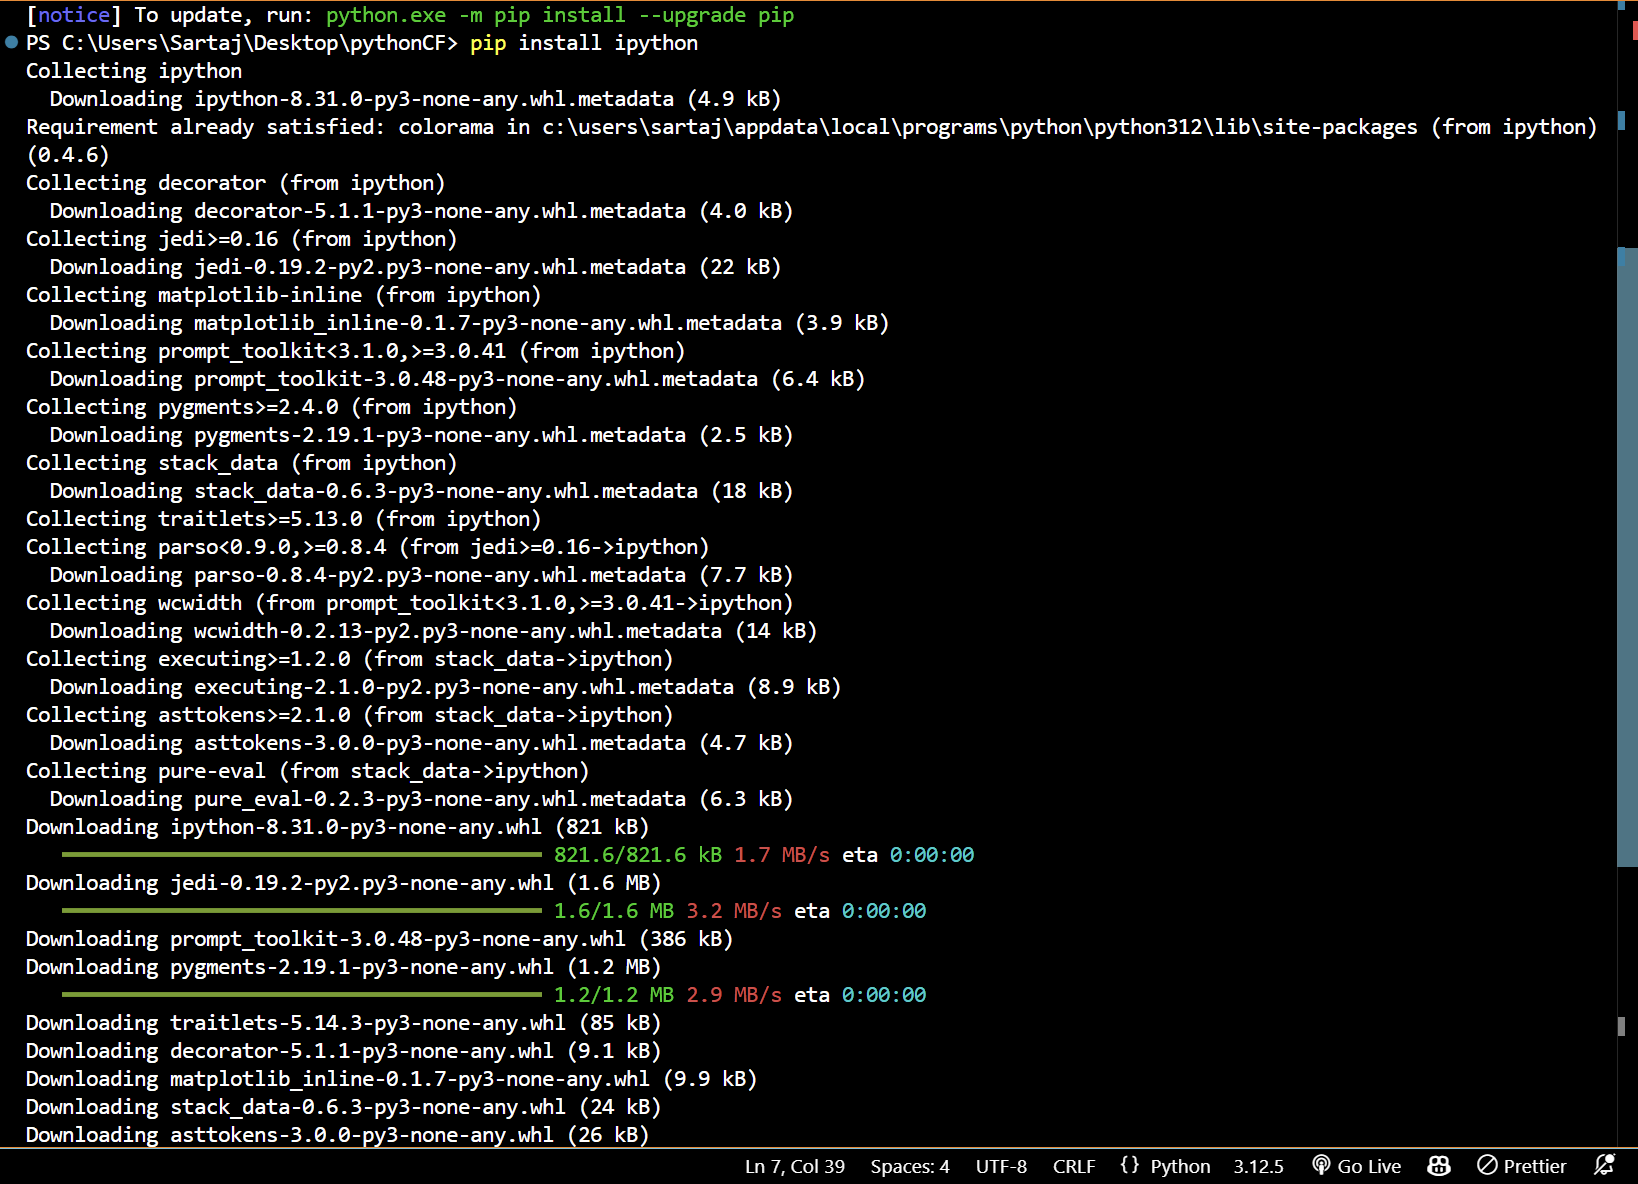 [notice] To update, run: python.exe -m pip install --upgrade pip
PS C:\Users\Sartaj\Desktop\pythonCF> pip install ipython
Collecting ipython
  Downloading ipython-8.31.0-py3-none-any.whl.metadata (4.9 kB)
Requirement already satisfied: colorama in c:\users\sartaj\appdata\local\programs\python\python312\lib\site-packages (from ipython)
(0.4.6)
Collecting decorator (from ipython)
  Downloading decorator-5.1.1-py3-none-any.whl.metadata (4.0 kB)
Collecting jedi>=0.16 (from ipython)
  Downloading jedi-0.19.2-py2.py3-none-any.whl.metadata (22 kB)
Collecting matplotlib-inline (from ipython)
  Downloading matplotlib_inline-0.1.7-py3-none-any.whl.metadata (3.9 kB)
Collecting prompt_toolkit<3.1.0,>=3.0.41 (from ipython)
  Downloading prompt_toolkit-3.0.48-py3-none-any.whl.metadata (6.4 kB)
Collecting pygments>=2.4.0 (from ipython)
  Downloading pygments-2.19.1-py3-none-any.whl.metadata (2.5 kB)
Collecting stack_data (from ipython)
  Downloading stack_data-0.6.3-py3-none-any.whl.metadata (18 kB)
Collecting traitlets>=5.13.0 (from ipython)
Collecting parso<0.9.0,>=0.8.4 (from jedi>=0.16->ipython)
  Downloading parso-0.8.4-py2.py3-none-any.whl.metadata (7.7 kB)
Collecting wcwidth (from prompt_toolkit<3.1.0,>=3.0.41->ipython)
  Downloading wcwidth-0.2.13-py2.py3-none-any.whl.metadata (14 kB)
Collecting executing>=1.2.0 (from stack_data->ipython)
  Downloading executing-2.1.0-py2.py3-none-any.whl.metadata (8.9 kB)
Collecting asttokens>=2.1.0 (from stack_data->ipython)
  Downloading asttokens-3.0.0-py3-none-any.whl.metadata (4.7 kB)
Collecting pure-eval (from stack_data->ipython)
  Downloading pure_eval-0.2.3-py3-none-any.whl.metadata (6.3 kB)
Downloading ipython-8.31.0-py3-none-any.whl (821 kB)
821.6/821.6 kB 1.7 MB/s eta 0:00:00
Downloading jedi-0.19.2-py2.py3-none-any.whl (1.6 MB)
1.6/1.6 MB 3.2 MB/s eta 0:00:00
Downloading prompt_toolkit-3.0.48-py3-none-any.whl (386 kB)
Downloading pygments-2.19.1-py3-none-any.whl (1.2 MB)
1.2/1.2 MB 2.9 MB/s eta 0:00:00
Downloading traitlets-5.14.3-py3-none-any.whl (85 kB)
Downloading decorator-5.1.1-py3-none-any.whl (9.1 kB)
Downloading matplotlib_inline-0.1.7-py3-none-any.whl (9.9 kB)
Downloading stack_data-0.6.3-py3-none-any.whl (24 kB)
Downloading asttokens-3.0.0-py3-none-any.whl (26 kB)
Ln 7, Col 39 Spaces: 4 UTF-8 CRLF {} Python 3.12.5 Go Live Prettier